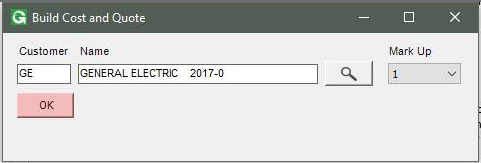 Build Cost and Quote
Customer Name Mark Up
GE GENERAL ELECTRIC 2017-0 1
OK